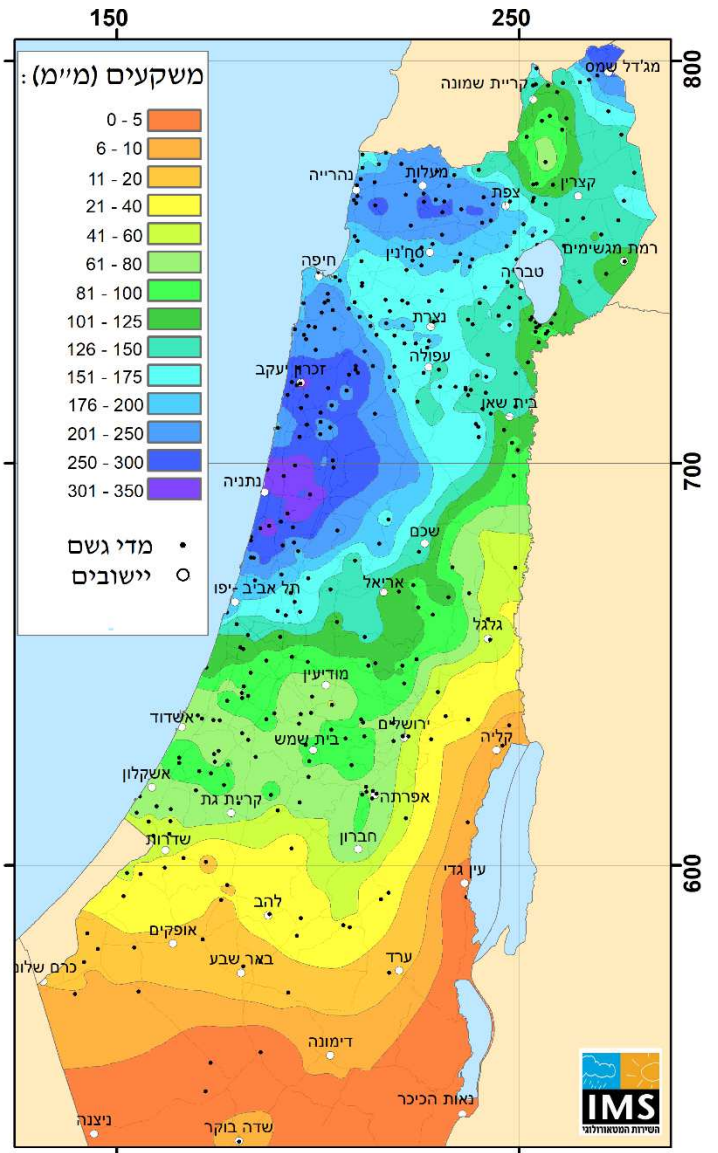 150
250
800
700
600
משקעים (מ״מ):
0 - 5
6 - 10
11 - 20
21 - 40
41 - 60
61 - 80
81 - 100
101 - 125
126 - 150
151 - 175
176 - 200
201 - 250
250 - 300
301 - 350
מדי גשם
יישובים
מג'דל שמס
קריית שמונה
נהרייה
מעלות
צפת
קצרין
סח'נין
רמת מגשימים
חיפה
טבריה
נצרת
עפולה
זכרון יעקב
בית שאן
נתניה
שכם
תל אביב -יפו
אריאל
גלגל
מודיעין
אשדוד
ירושלים
קליה
בית שמש
אשקלון
קריית גת
אפרתה
חברון
שדרות
עין גדי
להב
אופקים
באר שבע
ערד
כרם שלום
דימונה
נאות הכיכר
ניצנה
שדה בוקר
IMS
השירות המטאורולוגי